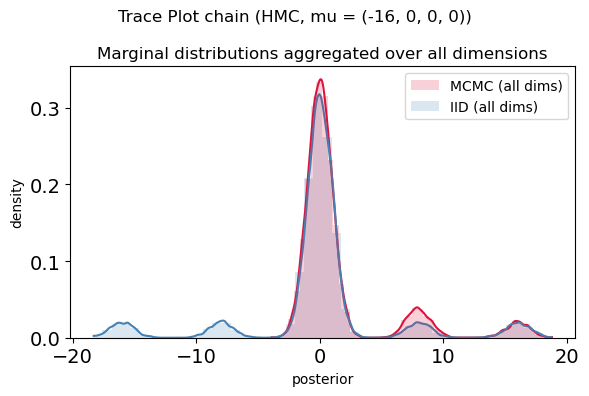 Trace Plot chain (HMC, mu = (-16, 0, 0, 0))
Marginal distributions aggregated over all dimensions
MCMC (all dims)
IID (all dims)
density
0.3
0.2
0.1
0.0
−20
−10
0
10
20
posterior